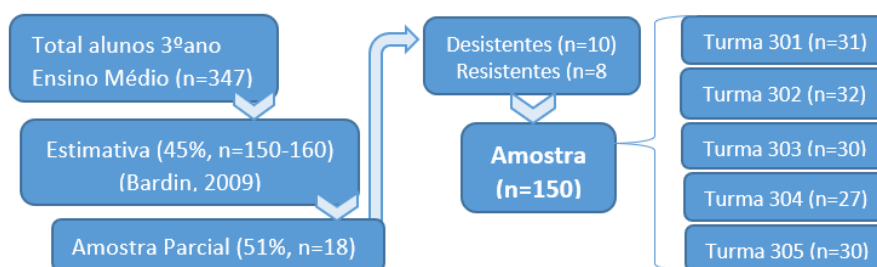 Total alunos 3ºano
Ensino Médio (n=347)
Estimativa (45%, n=150-160)
(Bardin, 2009)
Amostra Parcial (51%, n=18)
Desistentes (n=10)
Resistentes (n=8
Amostra
(n=150)
Turma 301 (n=31)
Turma 302 (n=32)
Turma 303 (n=30)
Turma 304 (n=27)
Turma 305 (n=30)